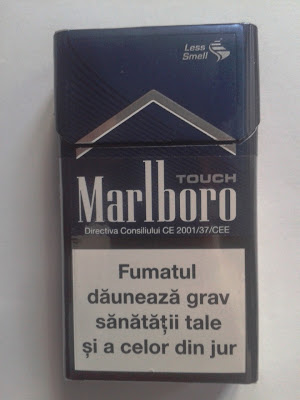 Less
Smell
TOUCH
Marlboro
Directiva Consiliului CE 2001/37/CEE
Fumatul
dăunează grav
sănătății tale
și a celor din jur